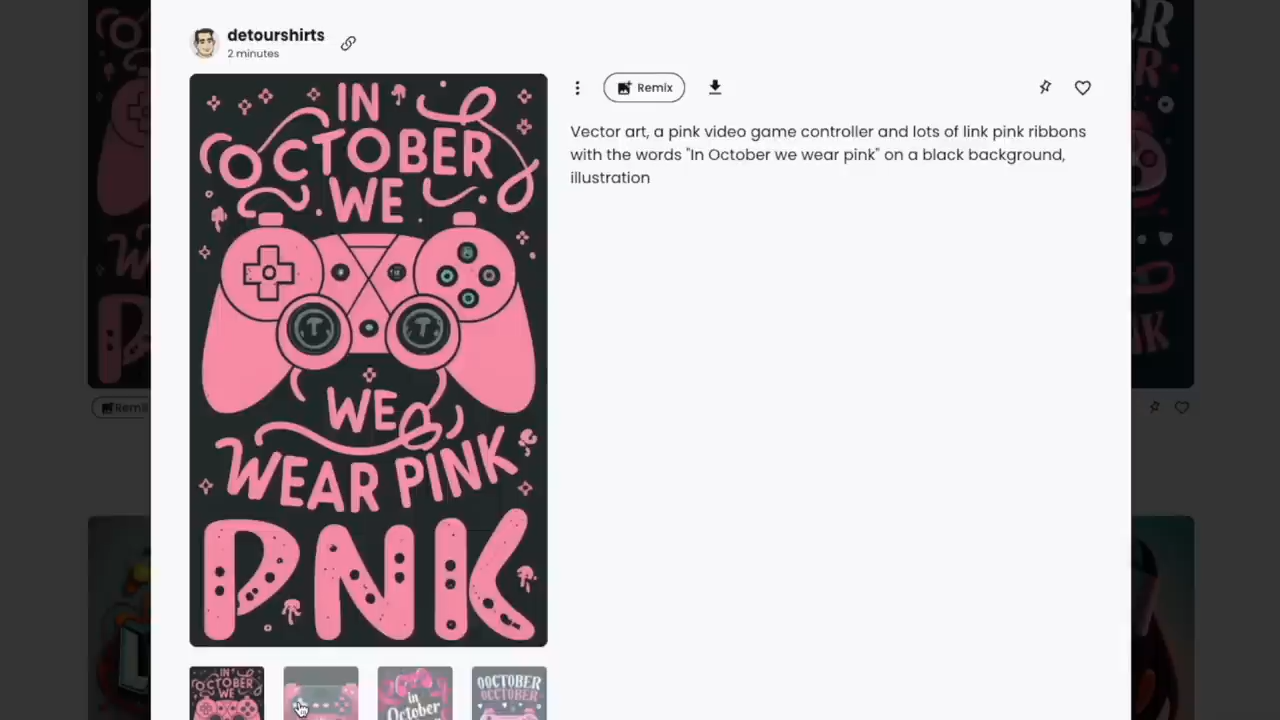 detourshirts
2 minutes
Remix
Vector art, a pink video game controller and lots of link pink ribbons
with the words "In October we wear pink" on a black background,
illustration
IN
OCTOBER
WE
WE
WEAR PINK
PNK
IN
OCTOBER
WE
in
October
OOCTOBER
OCCTOBER
Remi